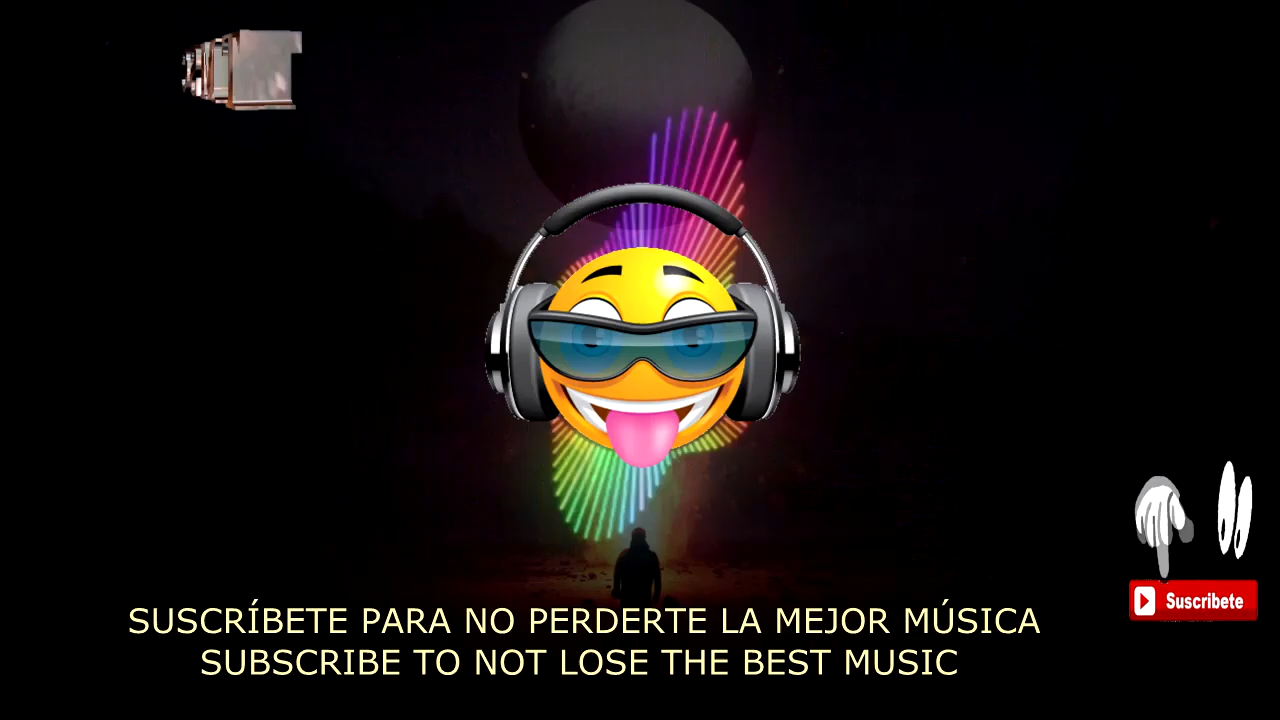 Suscribete
SUSCRÍBETE PARA NO PERDERTE LA MEJOR MÚSICA
SUBSCRIBE TO NOT LOSE THE BEST MUSIC